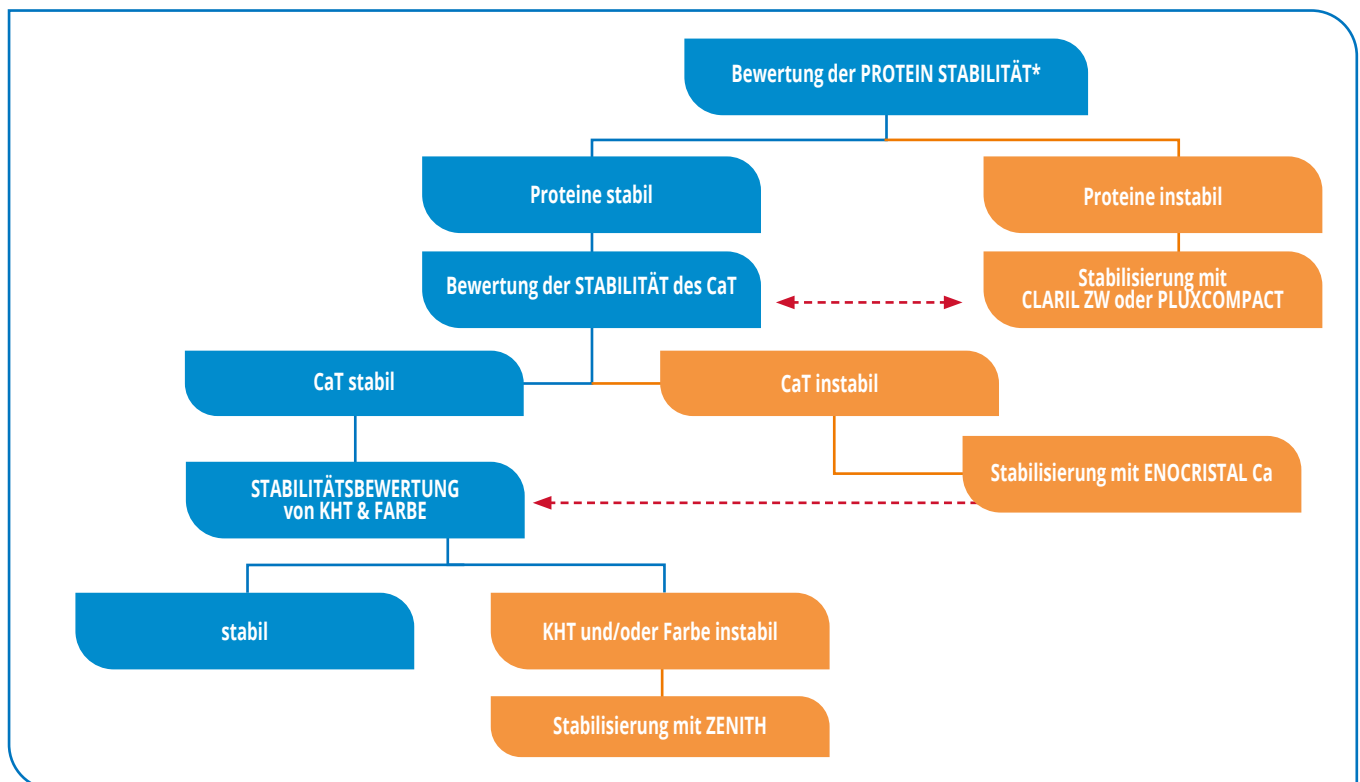 Bewertung der PROTEIN STABILITÄT*
Proteine stabil
Proteine instabil
Bewertung der STABILITÄT des CaT
Stabilisierung mit
CLARIL ZW oder PLUXCOMPACT
CaT stabil
CaT instabil
STABILITÄTSBEWERTUNG
von KHT & FARBE
Stabilisierung mit ENOCRISTAL Ca
stabil
KHT und/oder Farbe instabil
Stabilisierung mit ZENITH